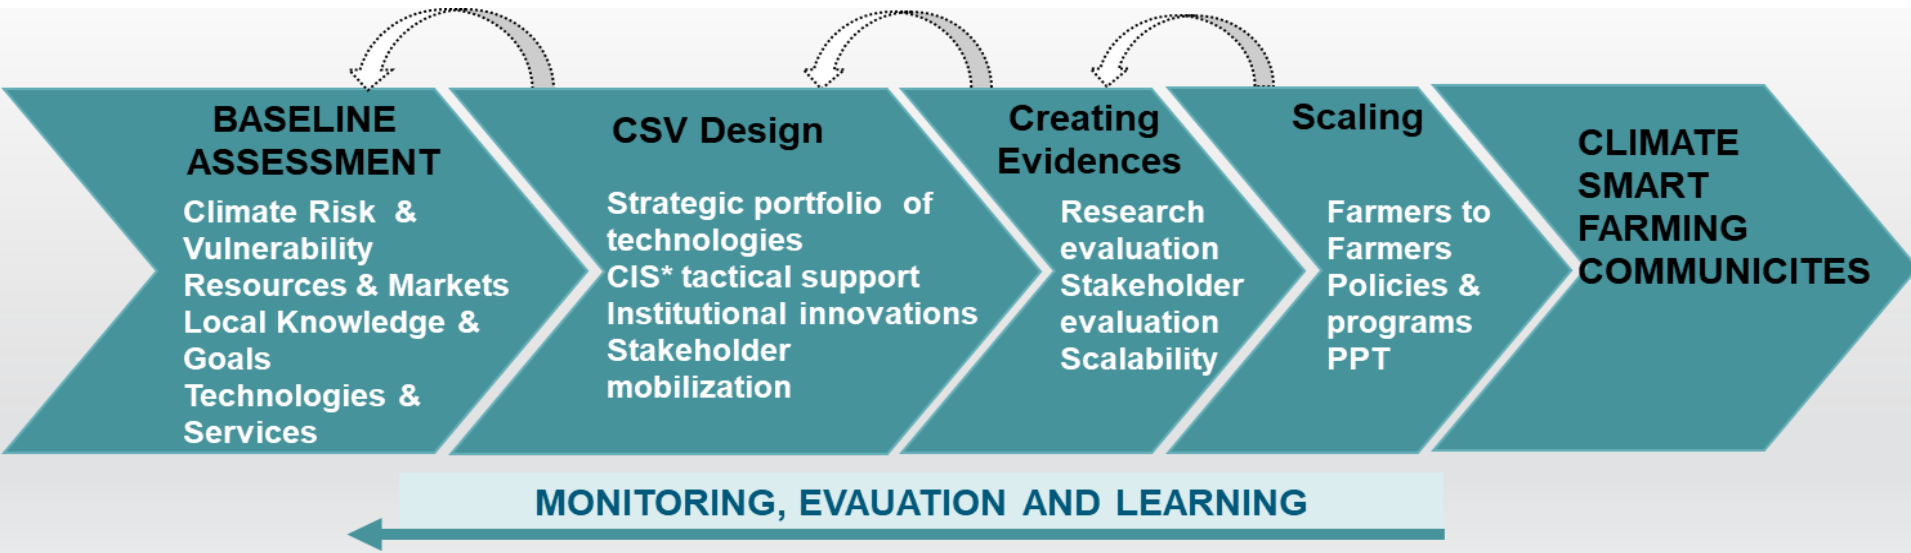 BASELINE
ASSESSMENT
Climate Risk &
Vulnerability
Resources & Markets
Local Knowledge &
Goals
Technologies &
Services
CSV Design
Strategic portfolio of
technologies
CIS* tactical support
Institutional innovations
Stakeholder
mobilization
Creating
Evidences
Research
evaluation
Stakeholder
evaluation
Scalability
Scaling
Farmers to
Farmers
Policies &
programs
PPT
CLIMATE
SMART
FARMING
COMMUNICITES
MONITORING, EVAUATION AND LEARNING